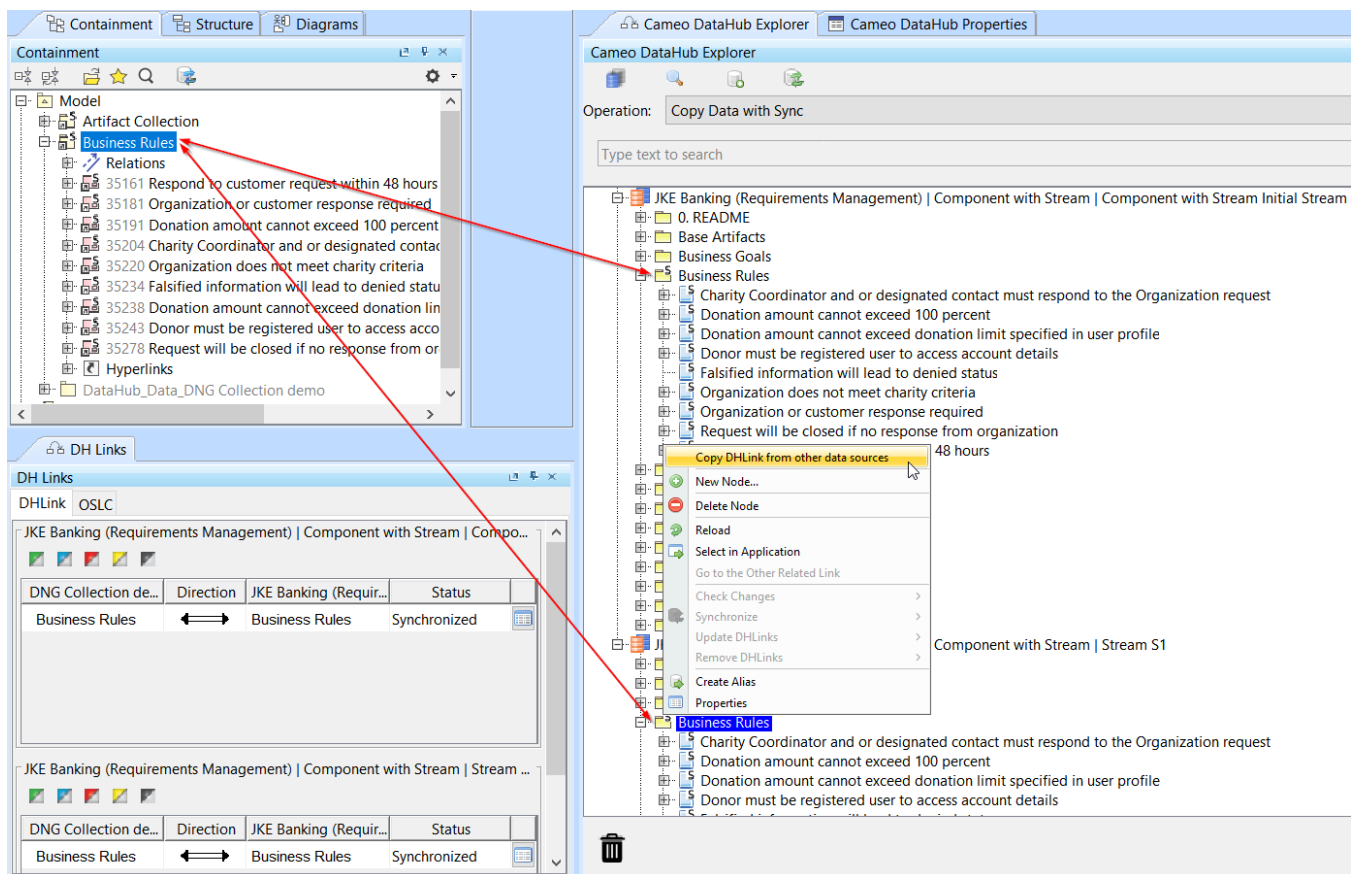 Containment
Structure
Diagrams
Containment
Model
Artifact Collection
Business Rules
Relations
35161 Respond to customer request within 48 hours
35181 Organization or customer response required
35191 Donation amount cannot exceed 100 percent
35204 Charity Coordinator and or designated contac
35220 Organization does not meet charity criteria
35234 Falsified information will lead to denied statu
35238 Donation amount cannot exceed donation lin
35243 Donor must be registered user to access acco
35278 Request will be closed if no response from or
Hyperlinks
DataHub_Data_DNG Collection demo
DH Links
DH Links
DHLink
OSLC
JKE Banking (Requirements Management) | Component with Stream | Compo...
DNG Collection de... Direction JKE Banking (Requir... Status
Business Rules Business Rules Synchronized
JKE Banking (Requirements Management) | Component with Stream | Stream ...
DNG Collection de... Direction JKE Banking (Requir... Status
Business Rules Business Rules Synchronized
Cameo DataHub Explorer
Cameo DataHub Properties
Cameo DataHub Explorer
Operation: Copy Data with Sync
Type text to search
JKE Banking (Requirements Management) | Component with Stream | Component with Stream Initial Stream
0. README
Base Artifacts
Business Goals
Business Rules
Charity Coordinator and or designated contact must respond to the Organization request
Donation amount cannot exceed 100 percent
Donation amount cannot exceed donation limit specified in user profile
Donor must be registered user to access account details
Falsified information will lead to denied status
Organization does not meet charity criteria
Organization or customer response required
Request will be closed if no response from organization
48 hours
Copy DHLink from other data sources
New Node...
Delete Node
Reload
Select in Application
Go to the Other Related Link
Check Changes
Synchronize
Update DHLinks
Remove DHLinks
Create Alias
Properties
Component with Stream | Stream S1
Business Rules
Charity Coordinator and or designated contact must respond to the Organization request
Donation amount cannot exceed 100 percent
Donation amount cannot exceed donation limit specified in user profile
Donor must be registered user to access account details